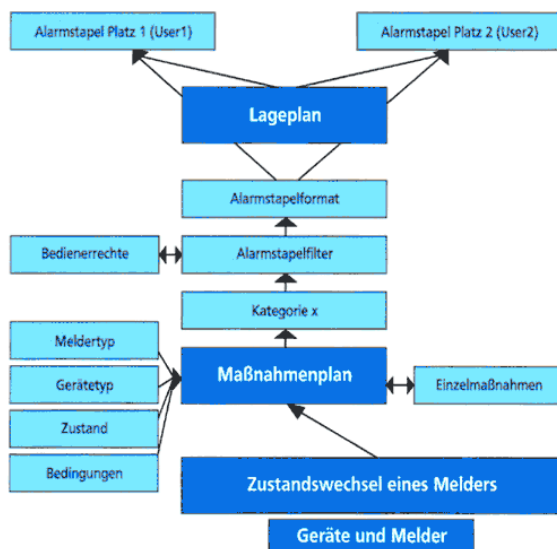 Alarmstapel Platz 1 (User1)
Alarmstapel Platz 2 (User2)
Lageplan
Alarmstapelformat
Bedienerrechte
Alarmstapelfilter
Kategorie x
Meldertyp
Maßnahmenplan
Gerätetyp
Einzelmaßnahmen
Zustand
Bedingungen
Zustandswechsel eines Melders
Geräte und Melder